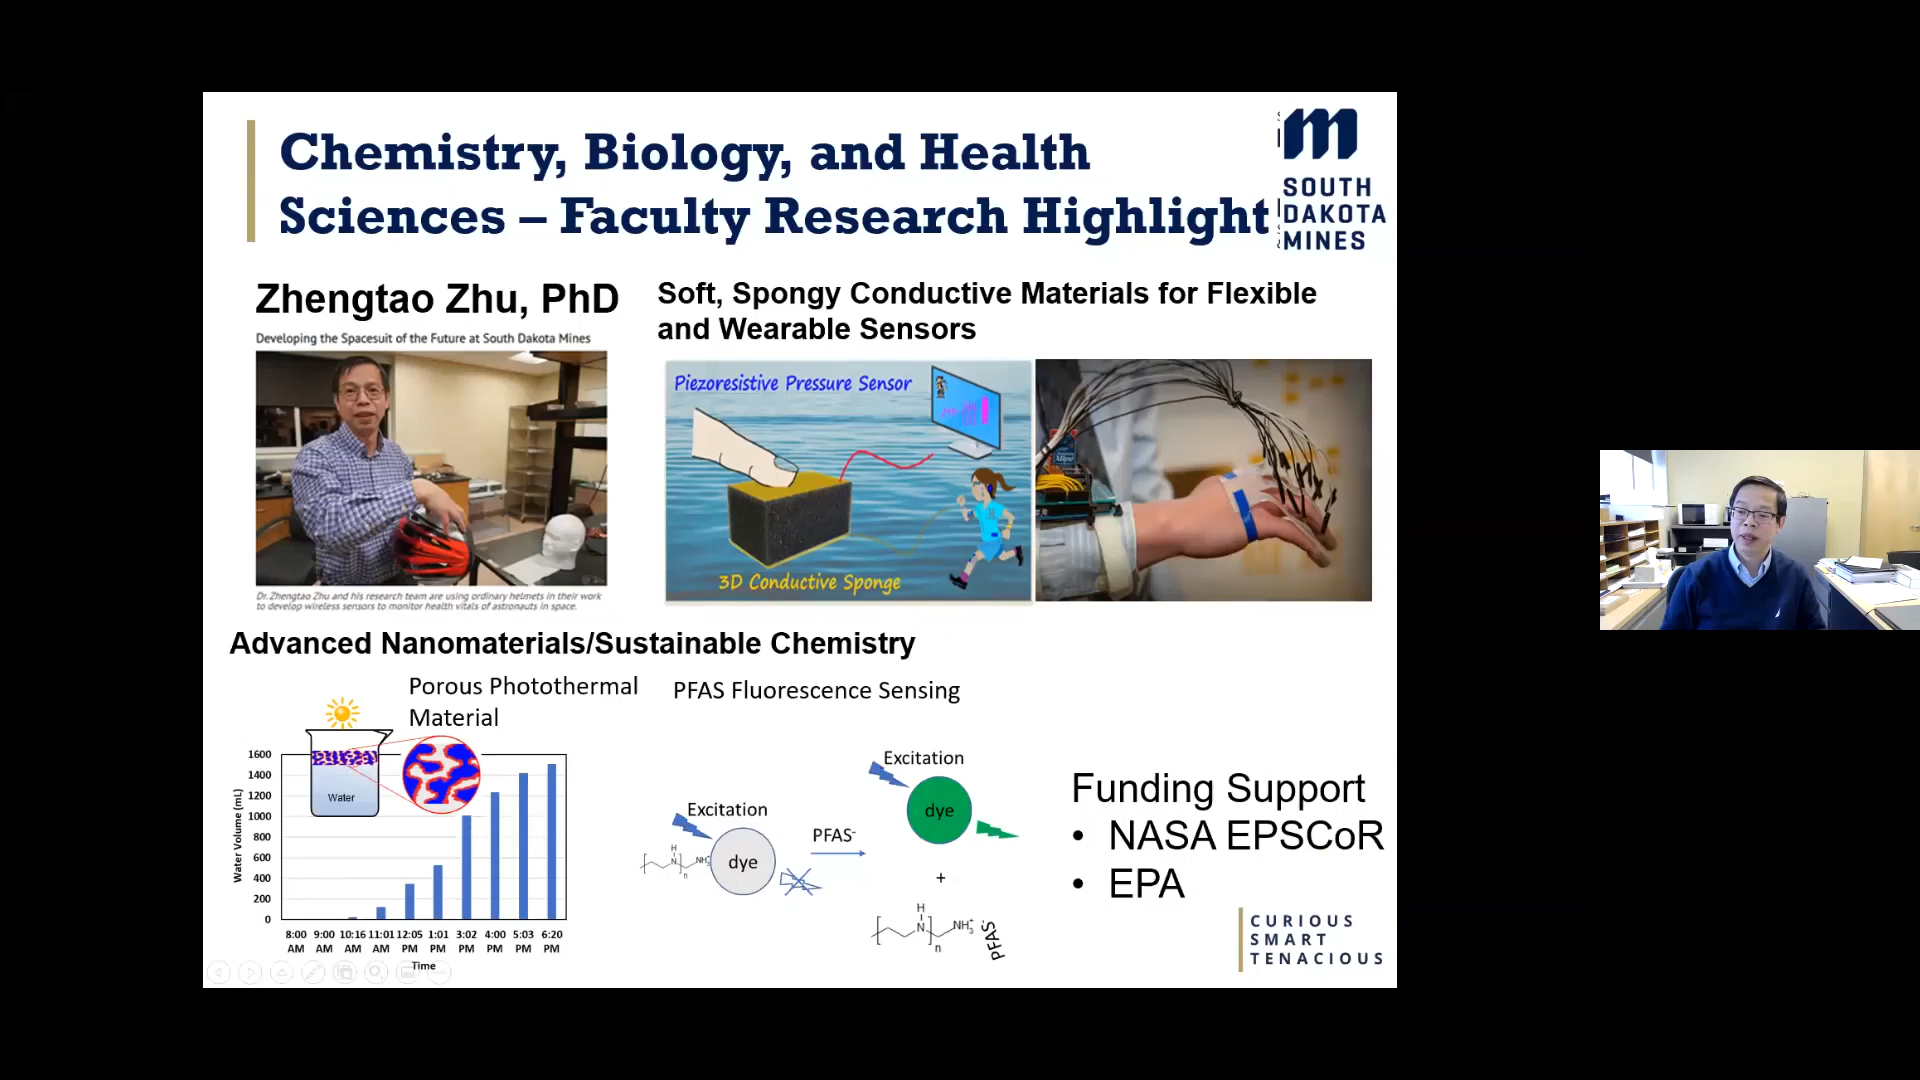 Chemistry, Biology, and Health
Sciences – Faculty Research Highlight
SOUTH
DAKOTA
MINES
Zhengtao Zhu, PhD
Developing the Spacesuit of the Future at South Dakota Mines
Dr. Zhengtao Zhu and his research team are using ordinary helmets in their work
to develop wireless sensors to monitor health vitals of astronauts in space.
Soft, Spongy Conductive Materials for Flexible
and Wearable Sensors
Piezoresistive Pressure Sensor
3D Conductive Sponge
Advanced Nanomaterials/Sustainable Chemistry
Porous Photothermal
Material
Water
Water Volume (mL)
1600
1400
1200
1000
800
600
400
200
0
8:00 9:00 10:16 11:01 12:05 1:01 3:02 4:00 5:03 6:20
AM AM AM AM PM PM PM PM PM PM
Time
PFAS Fluorescence Sensing
Excitation
dye
H
N
NH3+
n
PFAS-
Excitation
dye
+
H
N
NH3+
n
PFAS-
Funding Support
• NASA EPSCoR
• EPA
CURIOUS
SMART
TENACIOUS